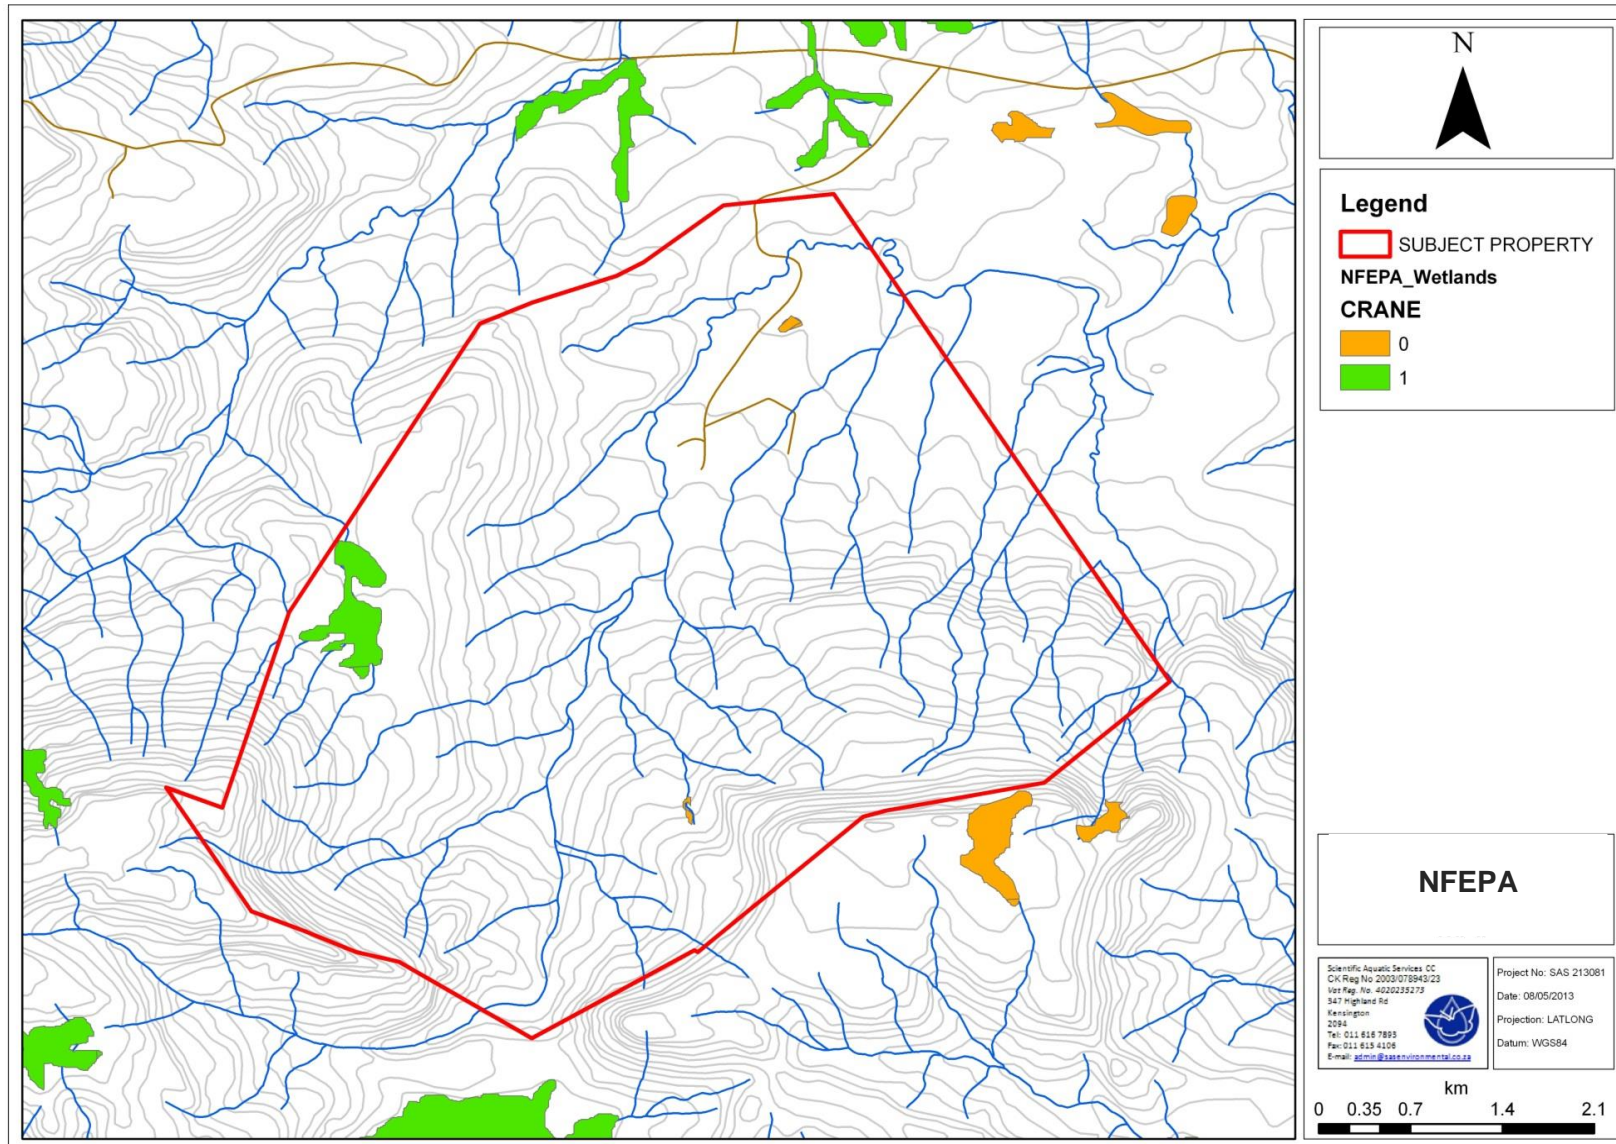 N
Legend
SUBJECT PROPERTY
NFEPA_Wetlands
CRANE
0
1
NFEPA
Scientific Aquatic Services CC
CK Reg No 2003/078943/23
Vat Reg. No. 4020235273
347 Highland Rd
Kensington
2094
Tel: 011 616 7893
Fax: 011 615 4106
E-mail: admin@sasenvironmental.co.za
Project No: SAS 213081
Date: 08/05/2013
Projection: LATLONG
Datum: WGS84
km
0 0.35 0.7 1.4 2.1